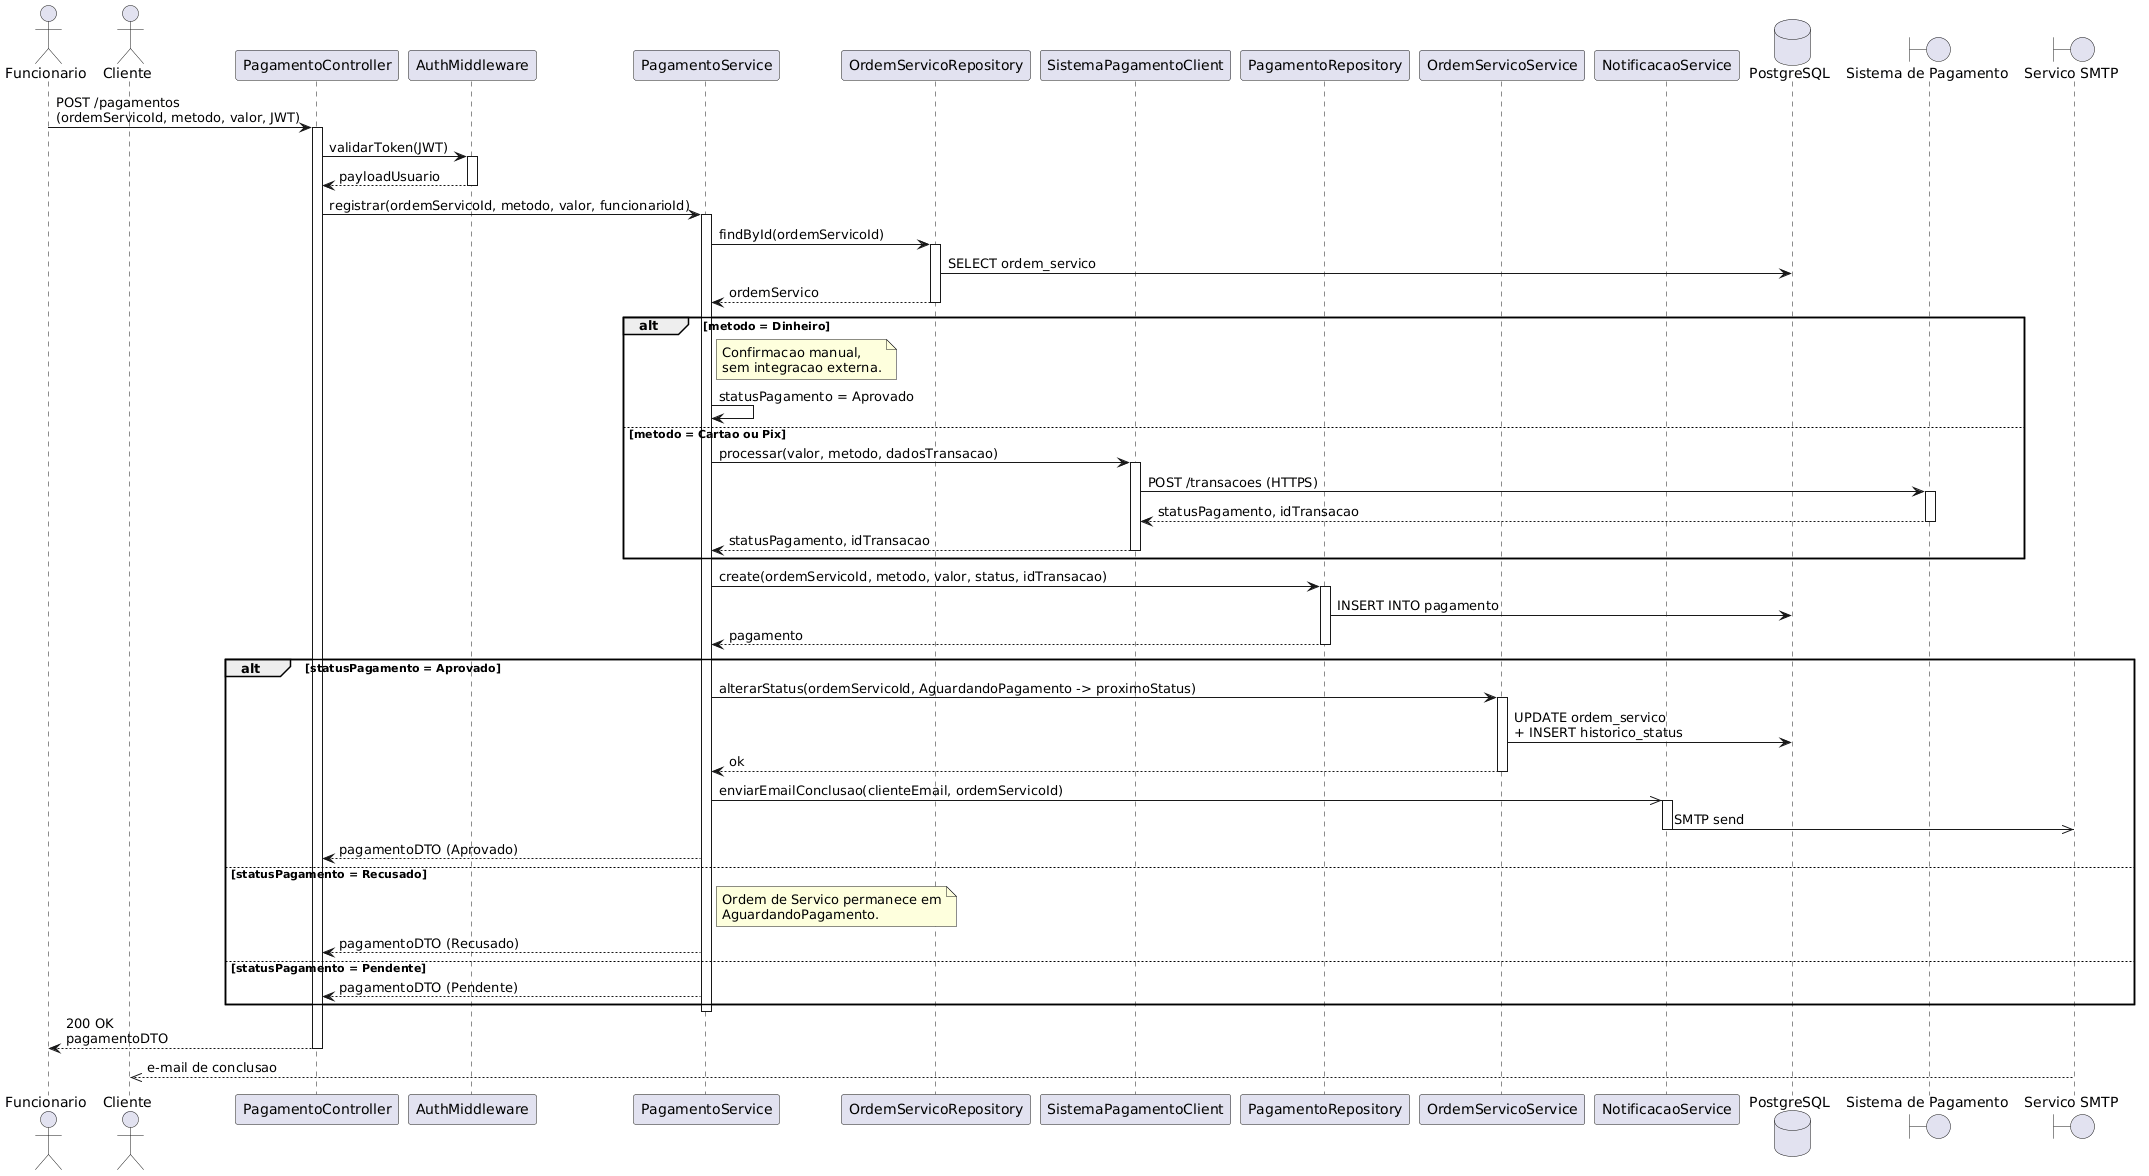 Funcionario
Cliente
PagamentoController
AuthMiddleware
PagamentoService
OrdemServicoRepository
SistemaPagamentoClient
PagamentoRepository
OrdemServicoService
NotificacaoService
PostgreSQL
Sistema de Pagamento
Servico SMTP
POST /pagamentos
(ordemServicoId, metodo, valor, JWT)
validarToken(JWT)
payloadUsuario
registrar(ordemServicoId, metodo, valor, funcionarioId)
findById(ordemServicoId)
SELECT ordem_servico
ordemServico
alt
[metodo = Dinheiro]
Confirmacao manual,
sem integracao externa.
statusPagamento = Aprovado
[metodo = Cartao ou Pix]
processar(valor, metodo, dadosTransacao)
POST /transacoes (HTTPS)
statusPagamento, idTransacao
statusPagamento, idTransacao
create(ordemServicoId, metodo, valor, status, idTransacao)
INSERT INTO pagamento
pagamento
alt
[statusPagamento = Aprovado]
alterarStatus(ordemServicoId, AguardandoPagamento -> proximoStatus)
UPDATE ordem_servico
+ INSERT historico_status
ok
enviarEmailConclusao(clienteEmail, ordemServicoId)
SMTP send
pagamentoDTO (Aprovado)
[statusPagamento = Recusado]
Ordem de Servico permanece em
AguardandoPagamento.
pagamentoDTO (Recusado)
[statusPagamento = Pendente]
pagamentoDTO (Pendente)
200 OK
pagamentoDTO
e-mail de conclusao
Funcionario
Cliente
PagamentoController
AuthMiddleware
PagamentoService
OrdemServicoRepository
SistemaPagamentoClient
PagamentoRepository
OrdemServicoService
NotificacaoService
PostgreSQL
Sistema de Pagamento
Servico SMTP